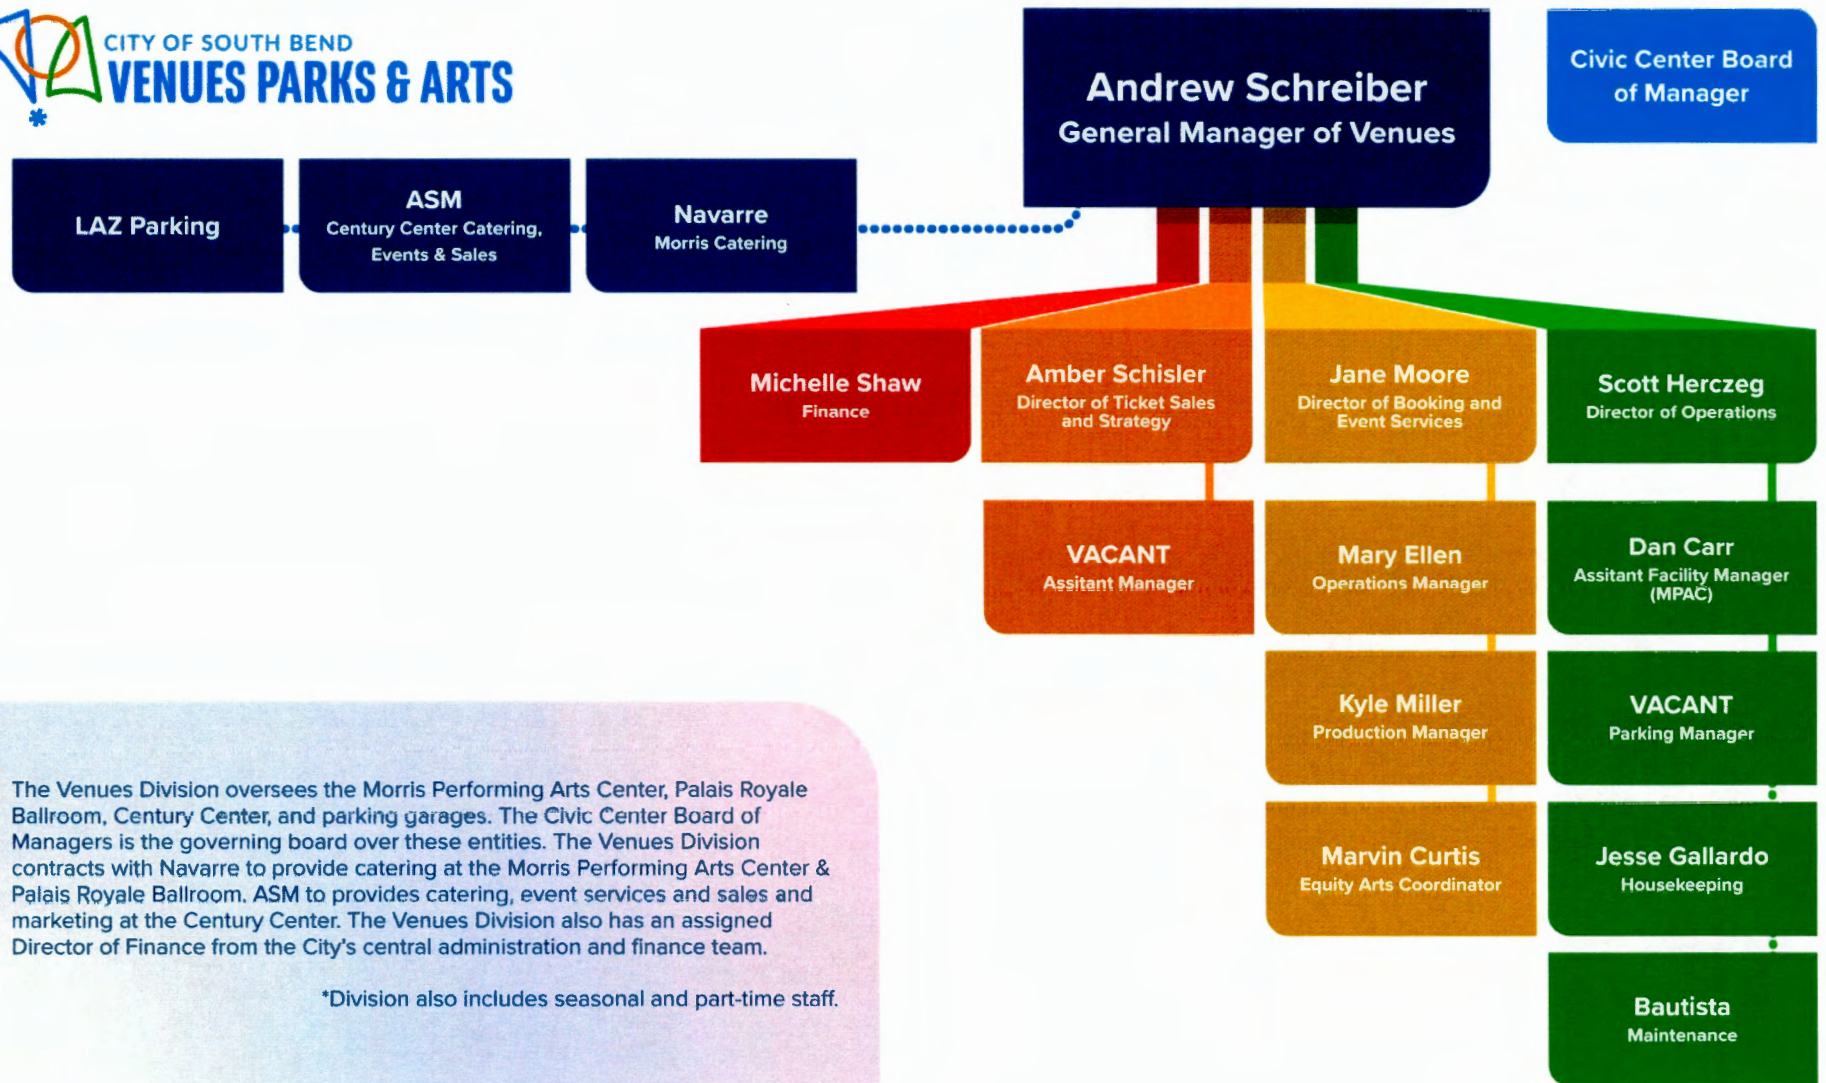 CITY OF SOUTH BEND
VENUES PARKS & ARTS
*
Andrew Schreiber
General Manager of Venues
Civic Center Board
of Manager
LAZ Parking
ASM
Century Center Catering,
Events & Sales
Navarre
Morris Catering
Michelle Shaw
Finance
Amber Schisler
Director of Ticket Sales
and Strategy
Jane Moore
Director of Booking and
Event Services
Scott Herczeg
Director of Operations
VACANT
Assitant Manager
Mary Ellen
Operations Manager
Dan Carr
Assitant Facility Manager
(MPAC)
Kyle Miller
Production Manager
VACANT
Parking Manager
Marvin Curtis
Equity Arts Coordinator
Jesse Gallardo
Housekeeping
Bautista
Maintenance
The Venues Division oversees the Morris Performing Arts Center, Palais Royale
Ballroom, Century Center, and parking garages. The Civic Center Board of
Managers is the governing board over these entities. The Venues Division
contracts with Navarre to provide catering at the Morris Performing Arts Center &
Palais Royale Ballroom. ASM to provides catering, event services and sales and
marketing at the Century Center. The Venues Division also has an assigned
Director of Finance from the City's central administration and finance team.
*Division also includes seasonal and part-time staff.